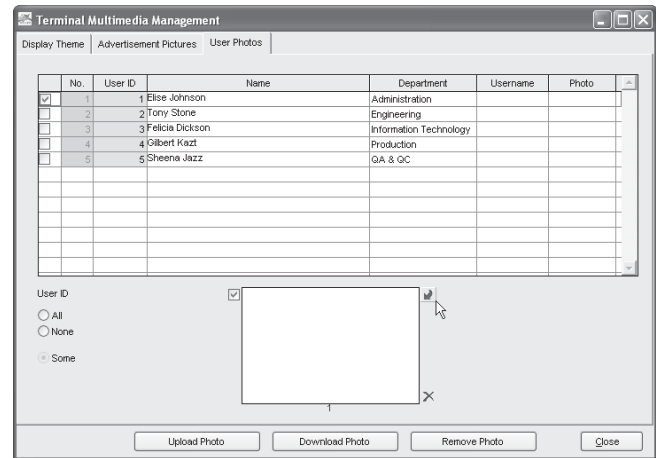 Terminal Multimedia Management
Display Theme Advertisement Pictures User Photos
No. User ID Name Department Username Photo
1 1 Elise Johnson Administration
2 2 Tony Stone Engineering
3 3 Felicia Dickson Information Technology
4 4 Gilbert Kazt Production
5 5 Sheena Jazz QA & QC
User ID
All
None
Some
1
Upload Photo Download Photo Remove Photo Close